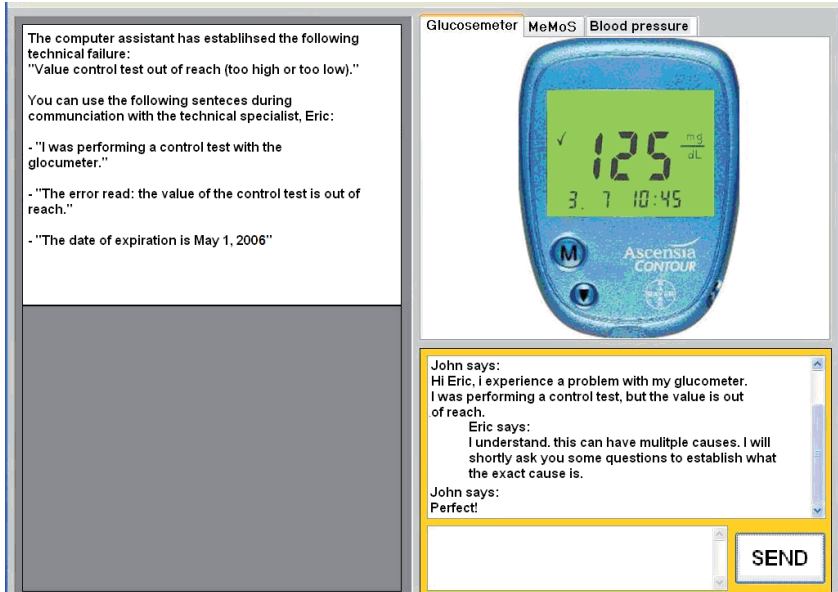 The computer assistant has establihsed the following
technical failure:
"Value control test out of reach (too high or too low)."
You can use the following senteces during
communciation with the technical specialist, Eric:
- "I was performing a control test with the
glocumeter."
- "The error read: the value of the control test is out of
reach."
- "The date of expiration is May 1, 2006"
Glucosemeter MeMoS Blood pressure
✓ 125 mg/dL
3. 7 10:45
M
Ascensia
CONTOUR
BAYER
John says:
Hi Eric, i experience a problem with my glucometer.
I was performing a control test, but the value is out
of reach.
Eric says:
I understand. this can have mulitple causes. I will
shortly ask you some questions to establish what
the exact cause is.
John says:
Perfect!
SEND